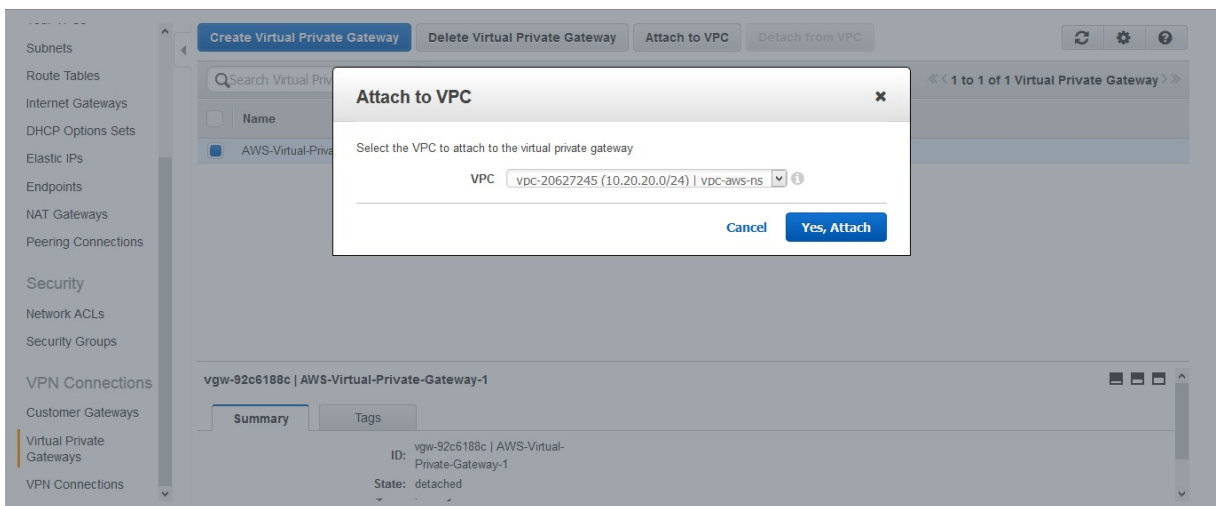 Subnets
Route Tables
Internet Gateways
DHCP Options Sets
Elastic IPs
Endpoints
NAT Gateways
Peering Connections
Security
Network ACLs
Security Groups
VPN Connections
Customer Gateways
Virtual Private
Gateways
VPN Connections
Create Virtual Private Gateway Delete Virtual Private Gateway Attach to VPC Detach from VPC
Search Virtual Priv
≪ < 1 to 1 of 1 Virtual Private Gateway > ≫
Name
AWS-Virtual-Priva
Attach to VPC
Select the VPC to attach to the virtual private gateway
VPC vpc-20627245 (10.20.20.0/24) | vpc-aws-ns
Cancel Yes, Attach
vgw-92c6188c | AWS-Virtual-Private-Gateway-1
Summary Tags
ID: vgw-92c6188c | AWS-Virtual-
Private-Gateway-1
State: detached